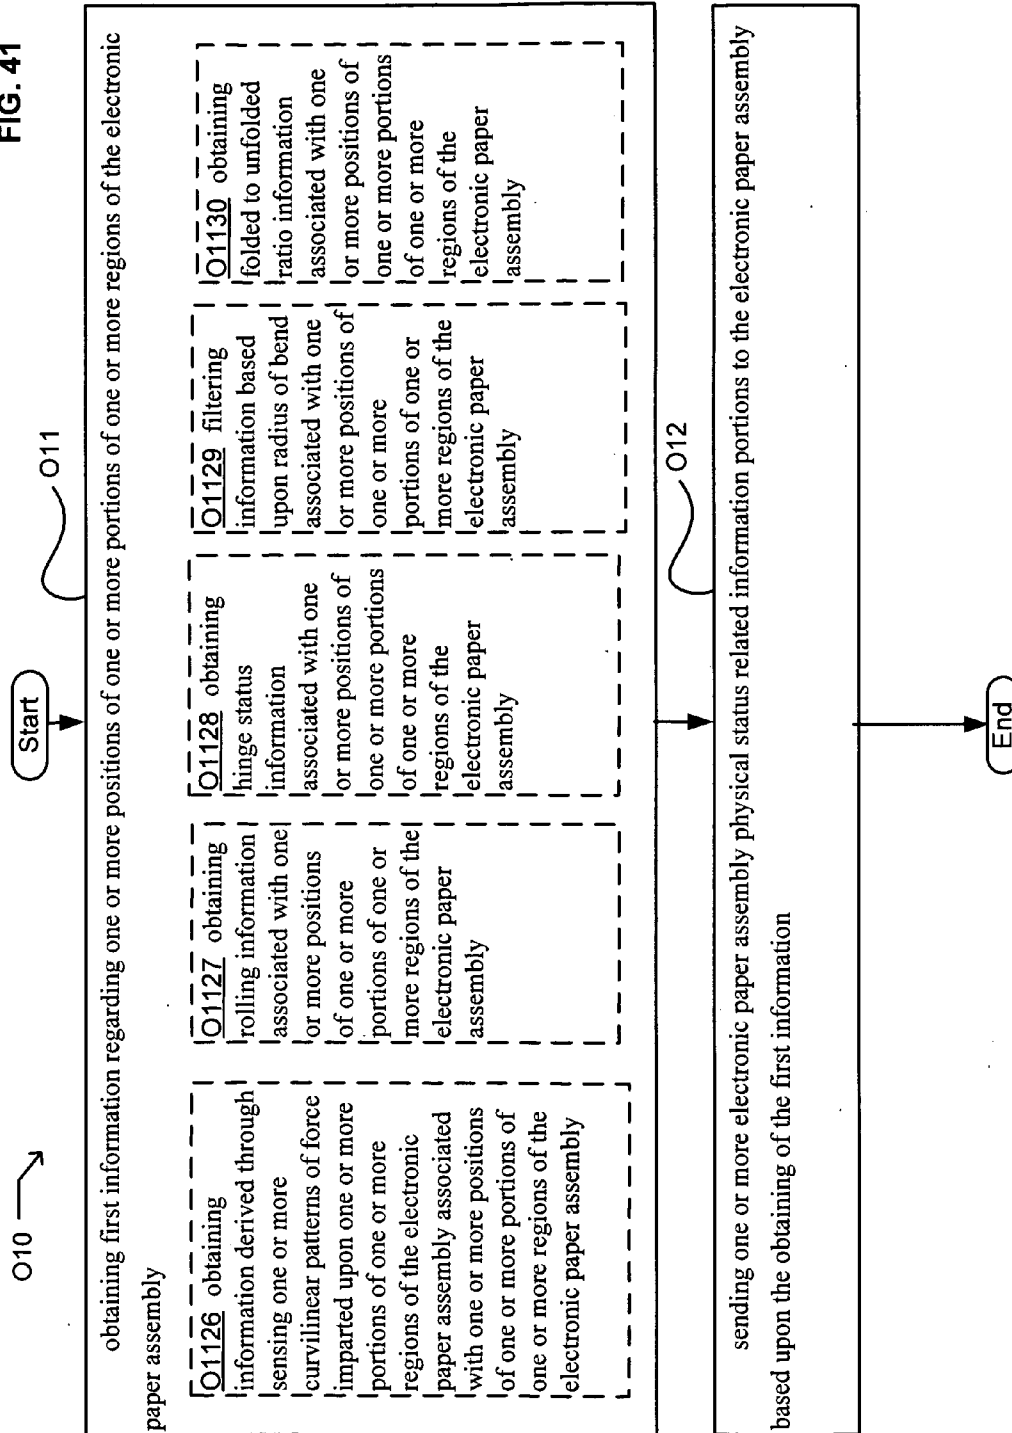 FIG. 41
O10
Start
O11
obtaining first information regarding one or more positions of one or more portions of one or more regions of the electronic
paper assembly
O1126 obtaining
information derived through
sensing one or more
curvilinear patterns of force
imparted upon one or more
portions of one or more
regions of the electronic
paper assembly associated
with one or more positions
of one or more portions of
one or more regions of the
electronic paper assembly
O1127 obtaining
rolling information
associated with one
or more positions
of one or more
portions of one or
more regions of the
electronic paper
assembly
O1128 obtaining
hinge status
information
associated with one
or more positions of
one or more portions
of one or more
regions of the
electronic paper
assembly
O1129 filtering
information based
upon radius of bend
associated with one
or more positions of
one or more
portions of one or
more regions of the
electronic paper
assembly
O1130 obtaining
folded to unfolded
ratio information
associated with one
or more positions of
one or more portions
of one or more
regions of the
electronic paper
assembly
O12
sending one or more electronic paper assembly physical status related information portions to the electronic paper assembly
based upon the obtaining of the first information
End